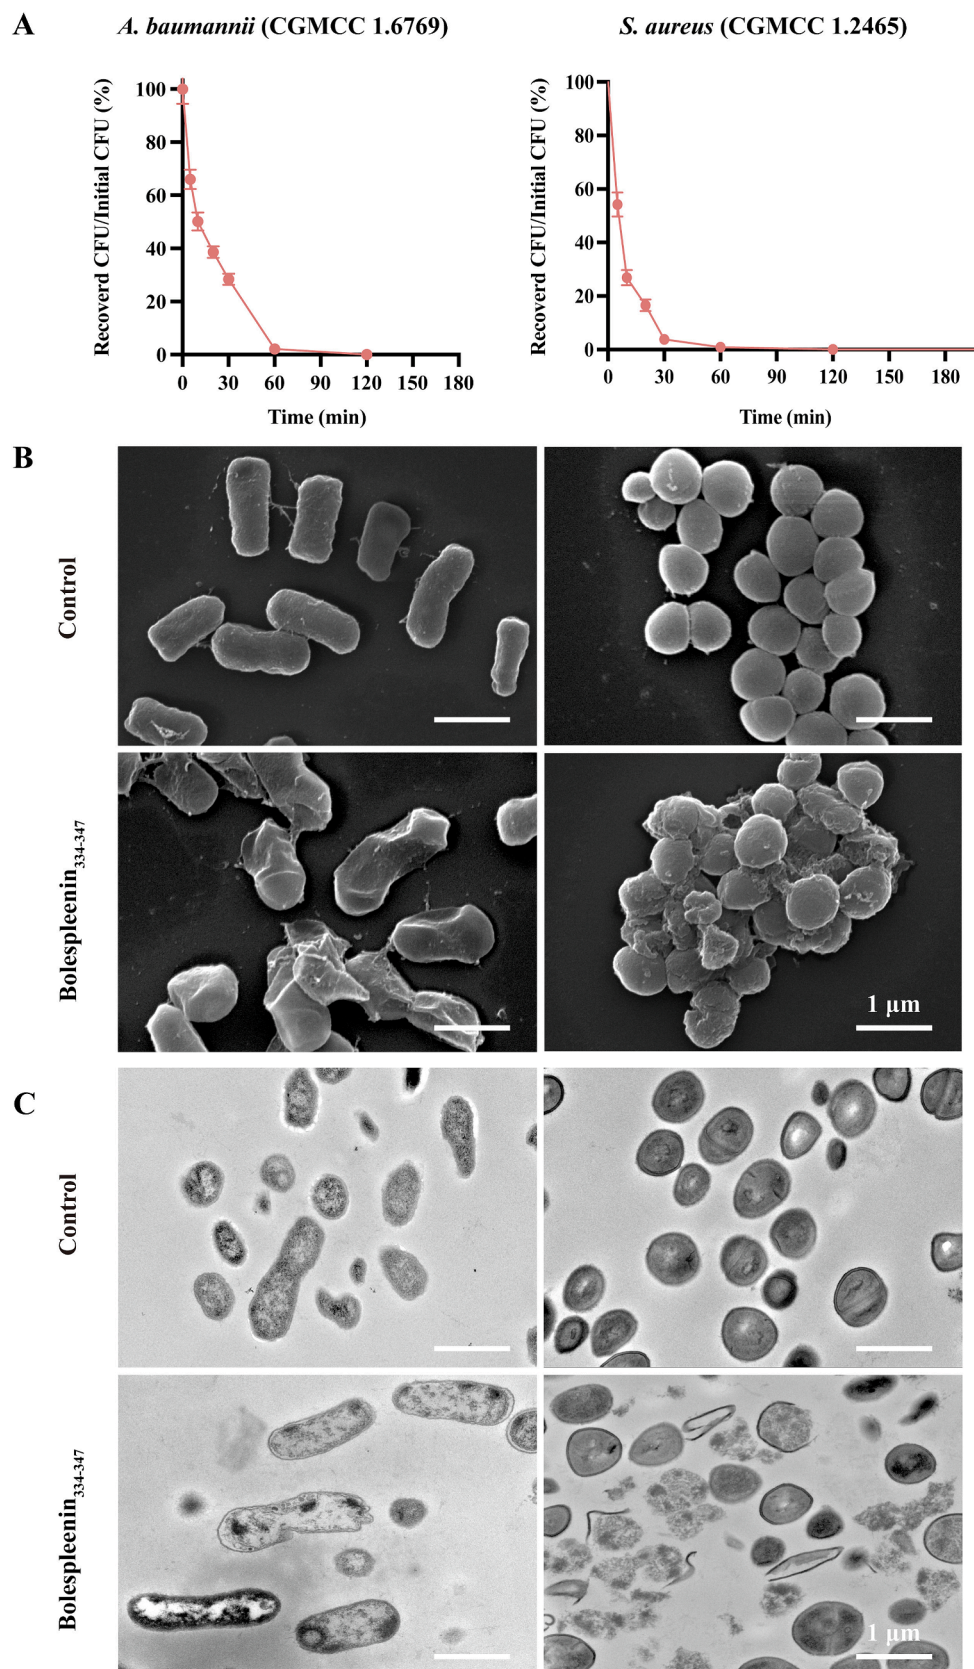 A
A. baumannii (CGMCC 1.6769)
S. aureus (CGMCC 1.2465)
Recoverd CFU/Initial CFU (%)
100
80
60
40
20
0
0 30 60 90 120 150 180
Time (min)
Recoverd CFU/Initial CFU (%)
100
80
60
40
20
0
0 30 60 90 120 150 180
Time (min)
B
Control
Bolespleenin334-347
1 μm
C
Control
Bolespleenin334-347
1 μm